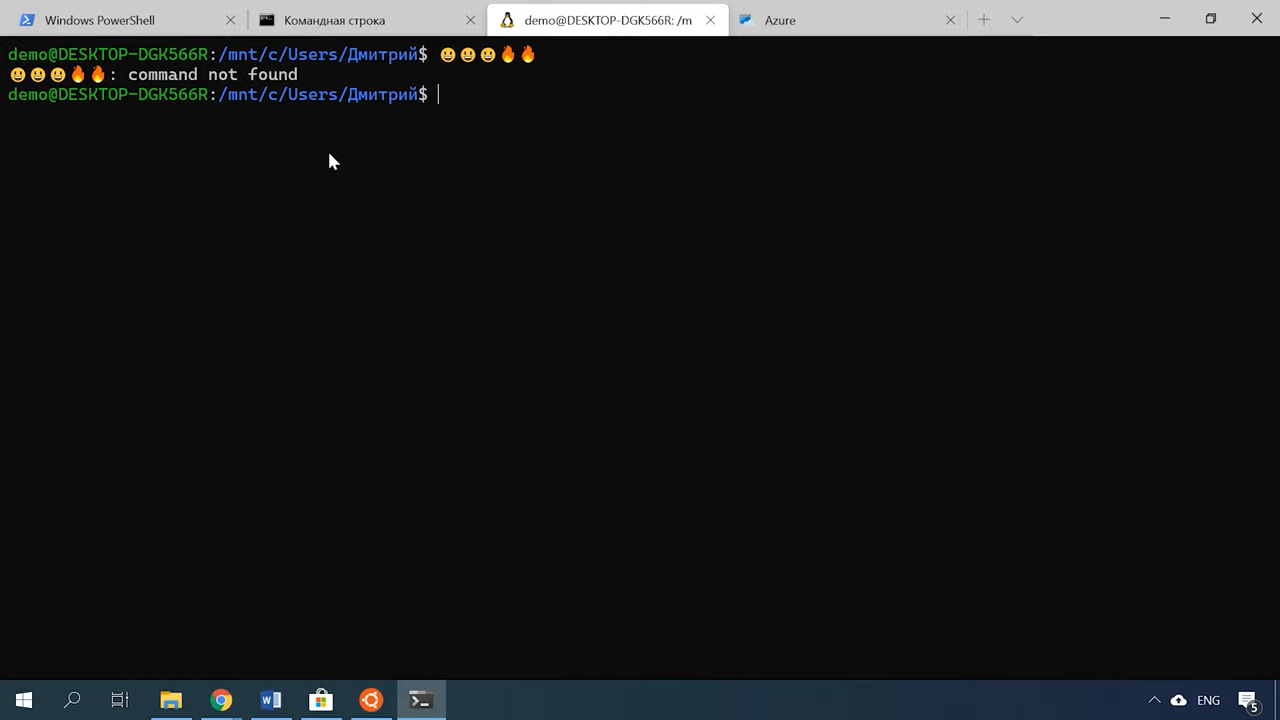 Windows PowerShell
Командная строка
demo@DESKTOP-DGK566R: /m
Azure
demo@DESKTOP-DGK566R:/mnt/c/Users/Дмитрий$ 😃😃😃🔥🔥
😃😃😃🔥🔥: command not found
demo@DESKTOP-DGK566R:/mnt/c/Users/Дмитрий$
ENG
5